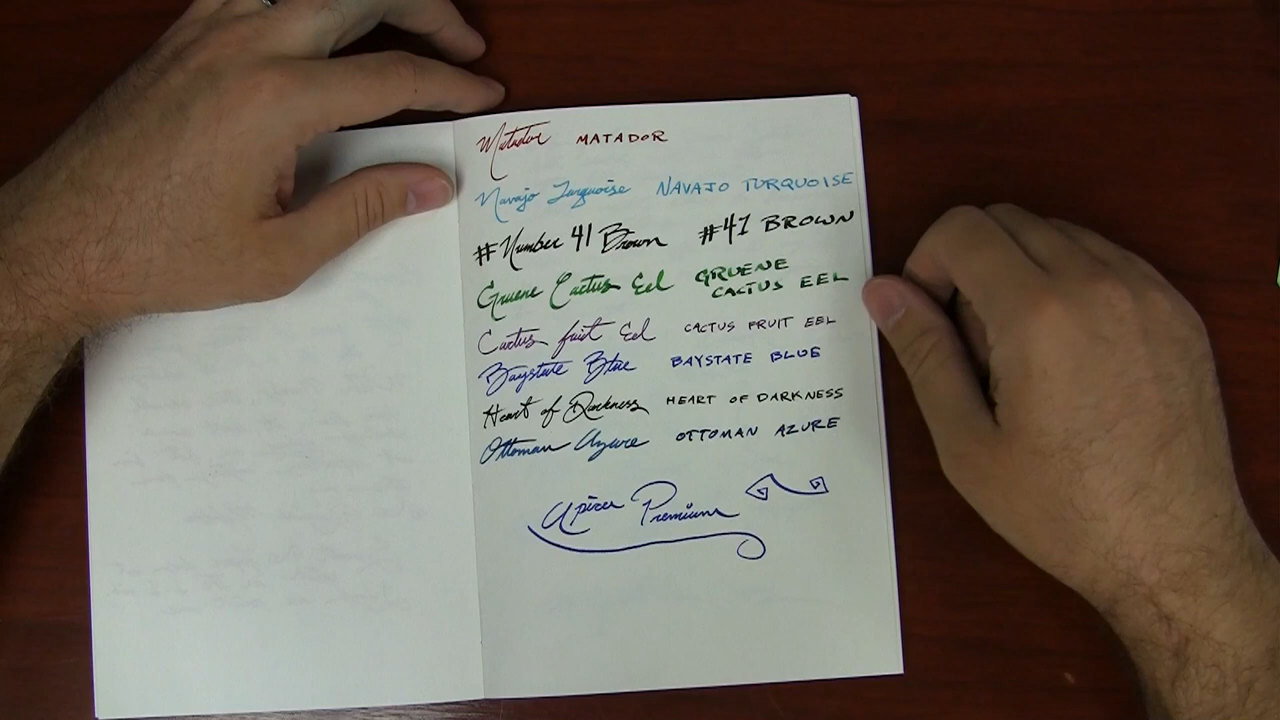 Matador MATADOR
Navajo Turquoise NAVAJO TURQUOISE
#Number 41 Brown #41 BROWN
Gruene Cactus Eel GRUENE CACTUS EEL
Cactus fruit Eel CACTUS FRUIT EEL
Baystate Blue BAYSTATE BLUE
Heart of Darkness HEART OF DARKNESS
Ottoman Azure OTTOMAN AZURE
Apica Premium